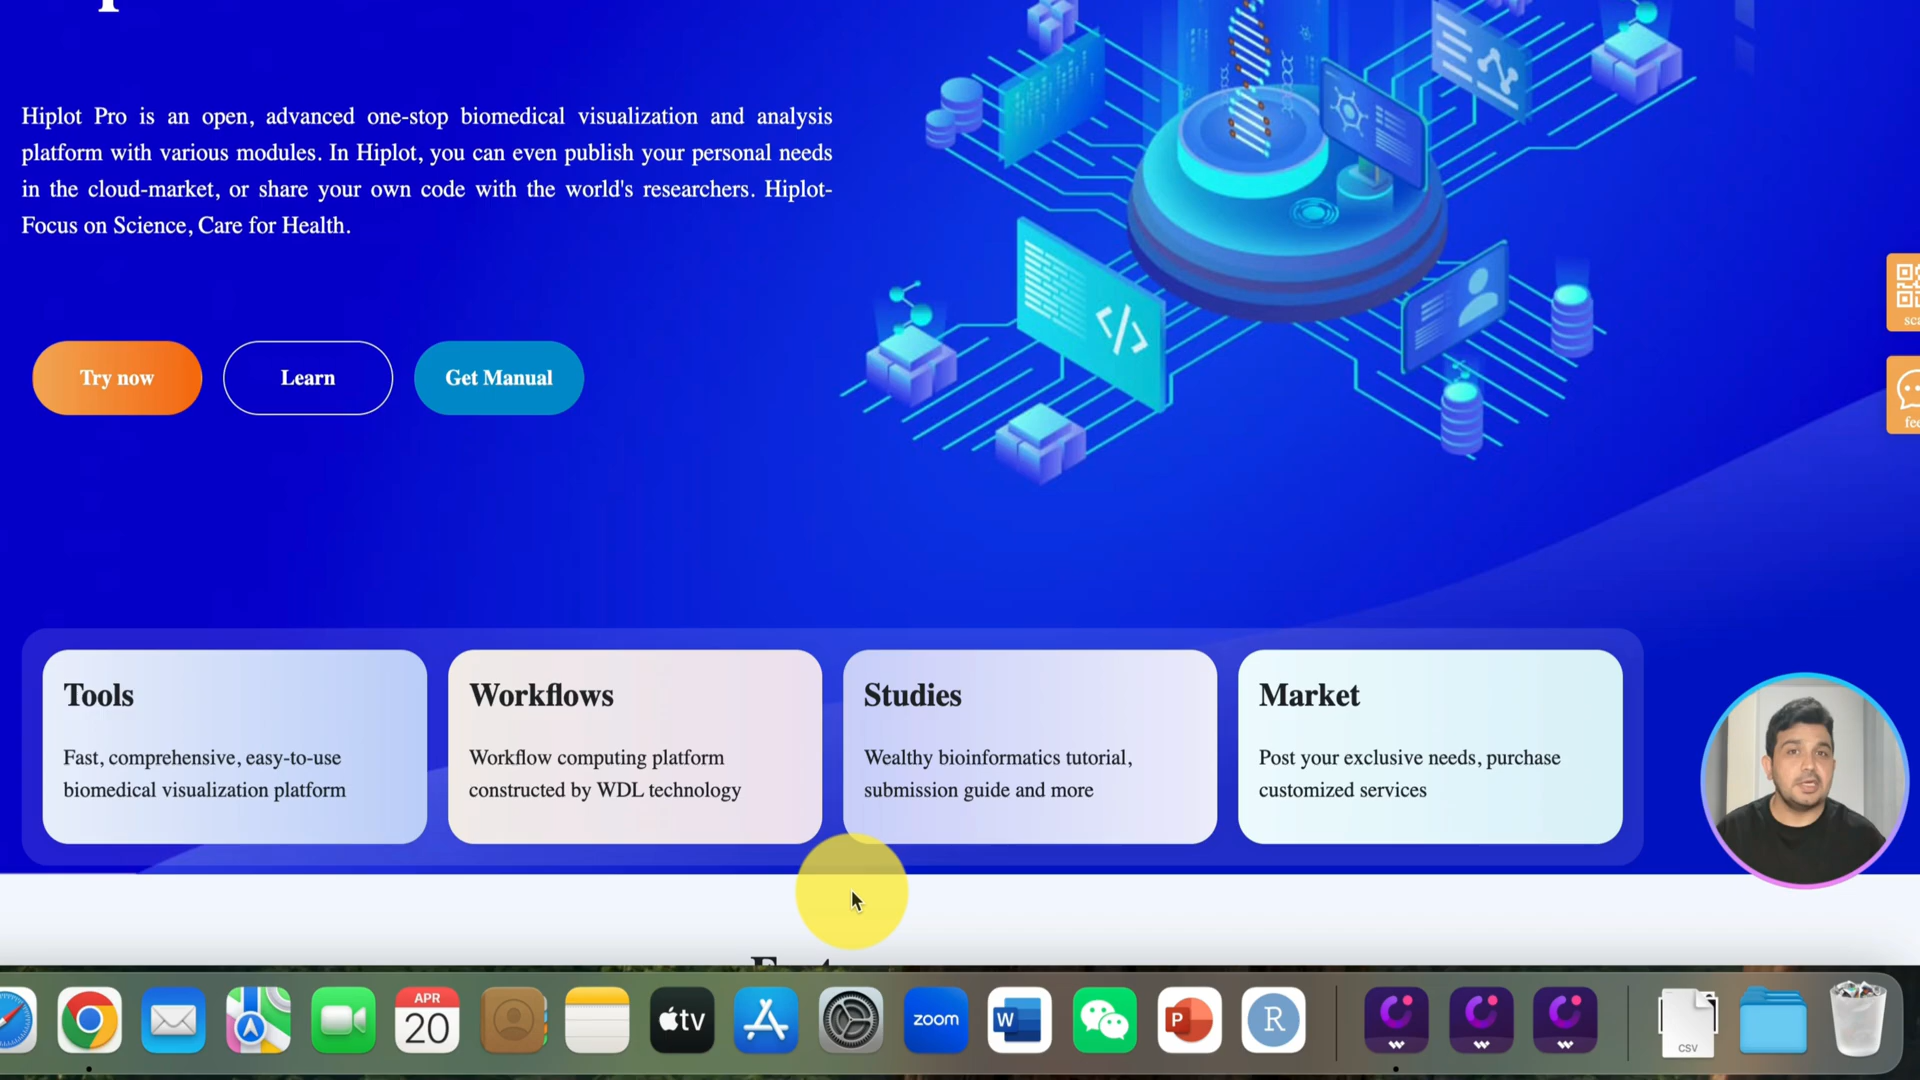 Hiplot Pro is an open, advanced one-stop biomedical visualization and analysis
platform with various modules. In Hiplot, you can even publish your personal needs
in the cloud-market, or share your own code with the world's researchers. Hiplot-
Focus on Science, Care for Health.
Try now
Learn
Get Manual
Tools
Fast, comprehensive, easy-to-use
biomedical visualization platform
Workflows
Workflow computing platform
constructed by WDL technology
Studies
Wealthy bioinformatics tutorial,
submission guide and more
Market
Post your exclusive needs, purchase
customized services
APR
20
tv
zoom
W
P
R
CSV